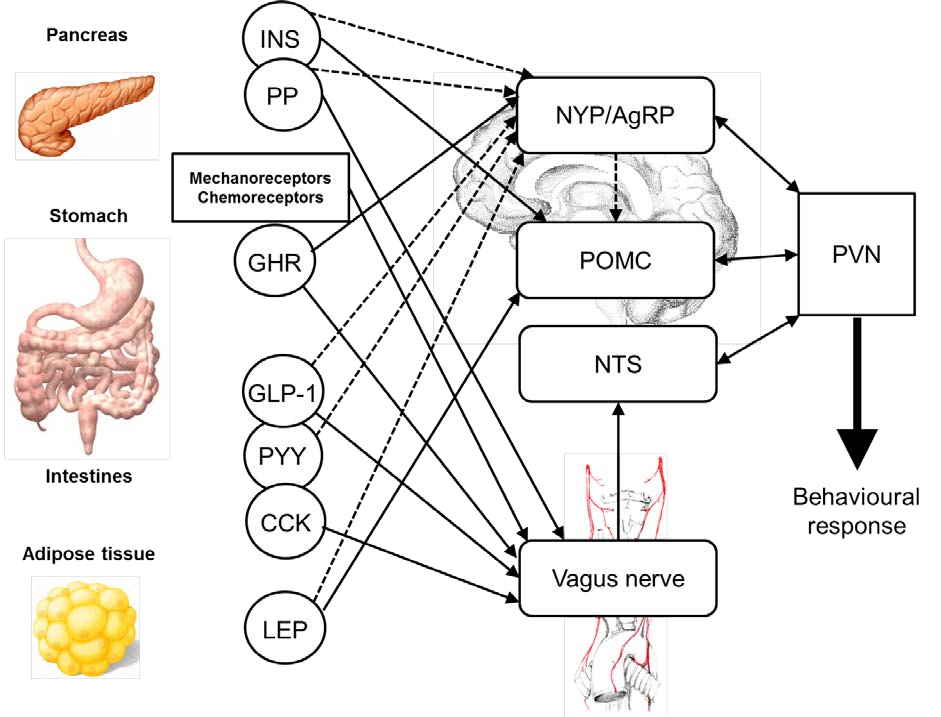 Pancreas
INS
PP
NYP/AgRP
Mechanoreceptors
Chemoreceptors
Stomach
GHR
POMC
PVN
NTS
GLP-1
PYY
CCK
Intestines
Behavioural
response
Adipose tissue
Vagus nerve
LEP